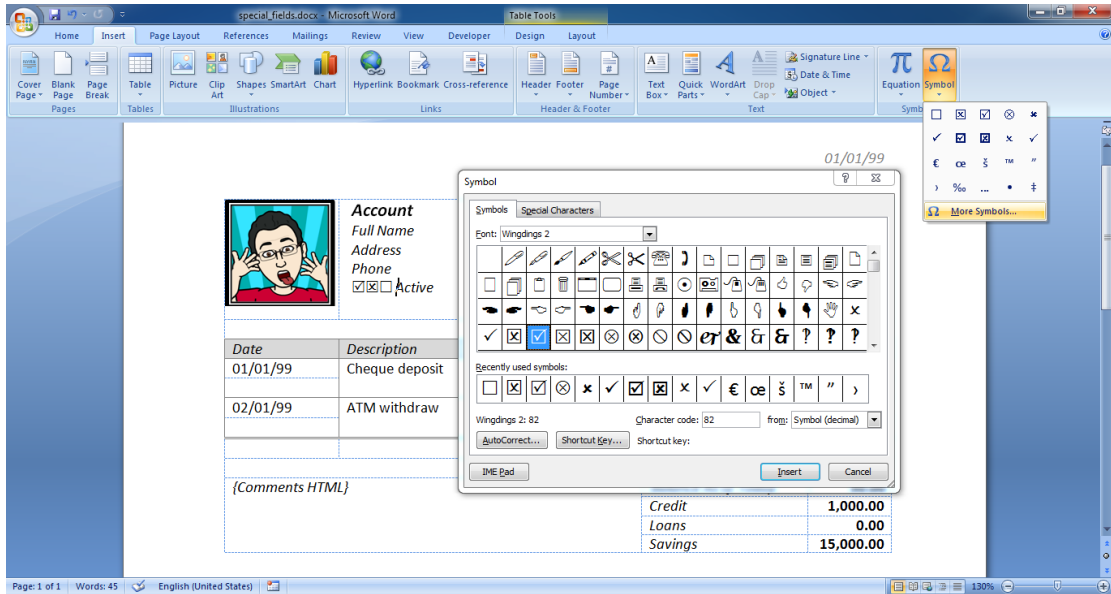 special_fields.docx - Microsoft Word
Table Tools
Home Insert Page Layout References Mailings Review View Developer Design Layout
Cover Page
Blank Page
Page Break
Table
Picture
Clip Art
Shapes
SmartArt
Chart
Hyperlink
Bookmark
Cross-reference
Header
Footer
Page Number
Text Box
Quick Parts
WordArt
Drop Cap
Signature Line
Date & Time
Object
π Equation
Ω Symbol
Pages Tables Illustrations Links Header & Footer Text Symb
€ œ š ™ ″
› ‰ ... • ‡
Ω More Symbols...
01/01/99
Account
Full Name
Address
Phone
☑☒☐ Active
Date Description
01/01/99 Cheque deposit
02/01/99 ATM withdraw
{Comments HTML}
Credit 1,000.00
Loans 0.00
Savings 15,000.00
Symbol
Symbols Special Characters
Font: Wingdings 2
Recently used symbols:
€ œ š ™ ″ ›
Wingdings 2: 82
Character code: 82 from: Symbol (decimal)
AutoCorrect... Shortcut Key... Shortcut key:
IME Pad Insert Cancel
Page: 1 of 1 Words: 45 English (United States) 130%